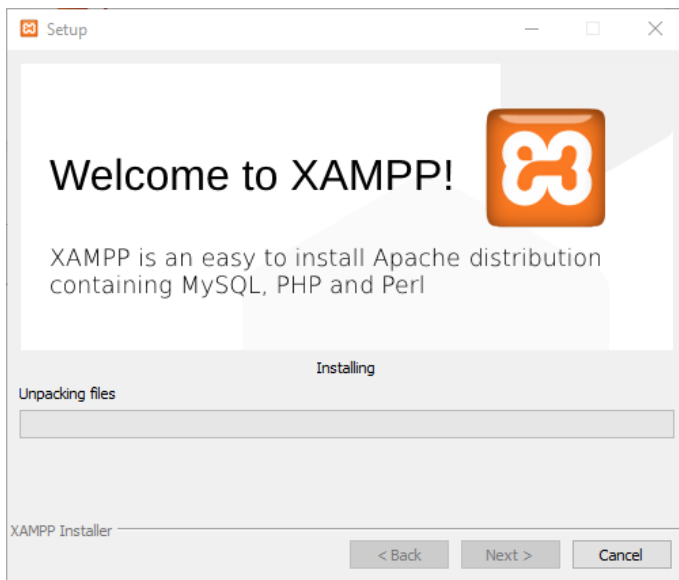 Setup
Welcome to XAMPP!
XAMPP is an easy to install Apache distribution
containing MySQL, PHP and Perl
Installing
Unpacking files
XAMPP Installer
< Back
Next >
Cancel